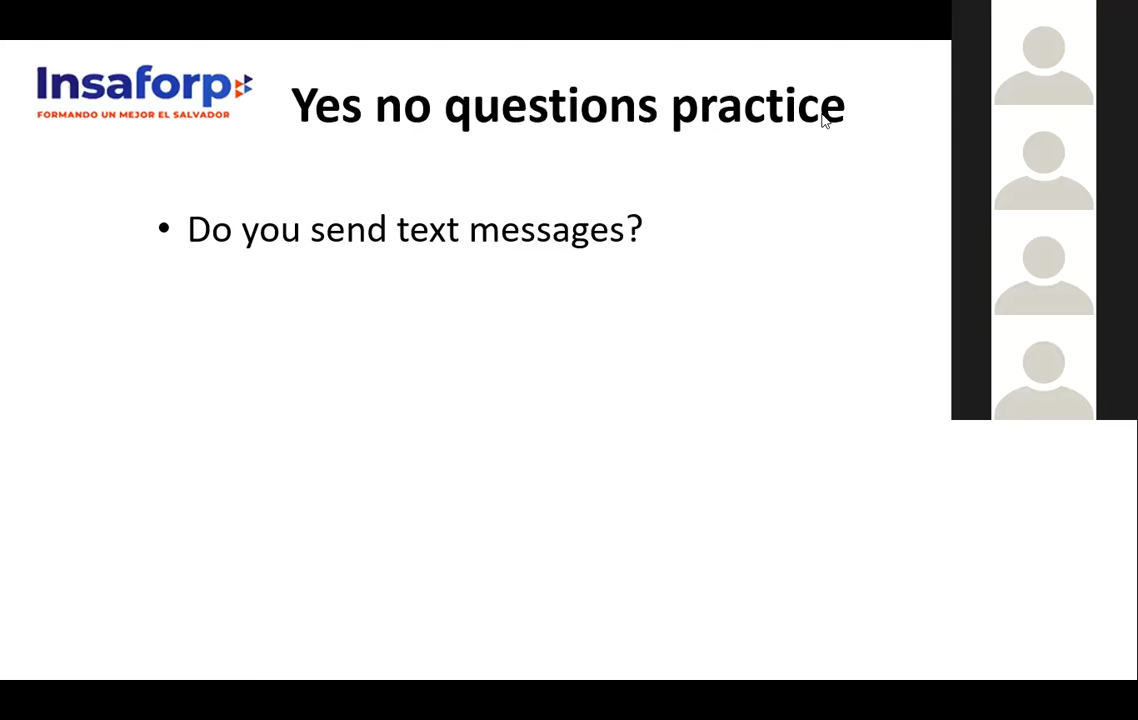 Insaforp
FORMANDO UN MEJOR EL SALVADOR
Yes no questions practice
• Do you send text messages?